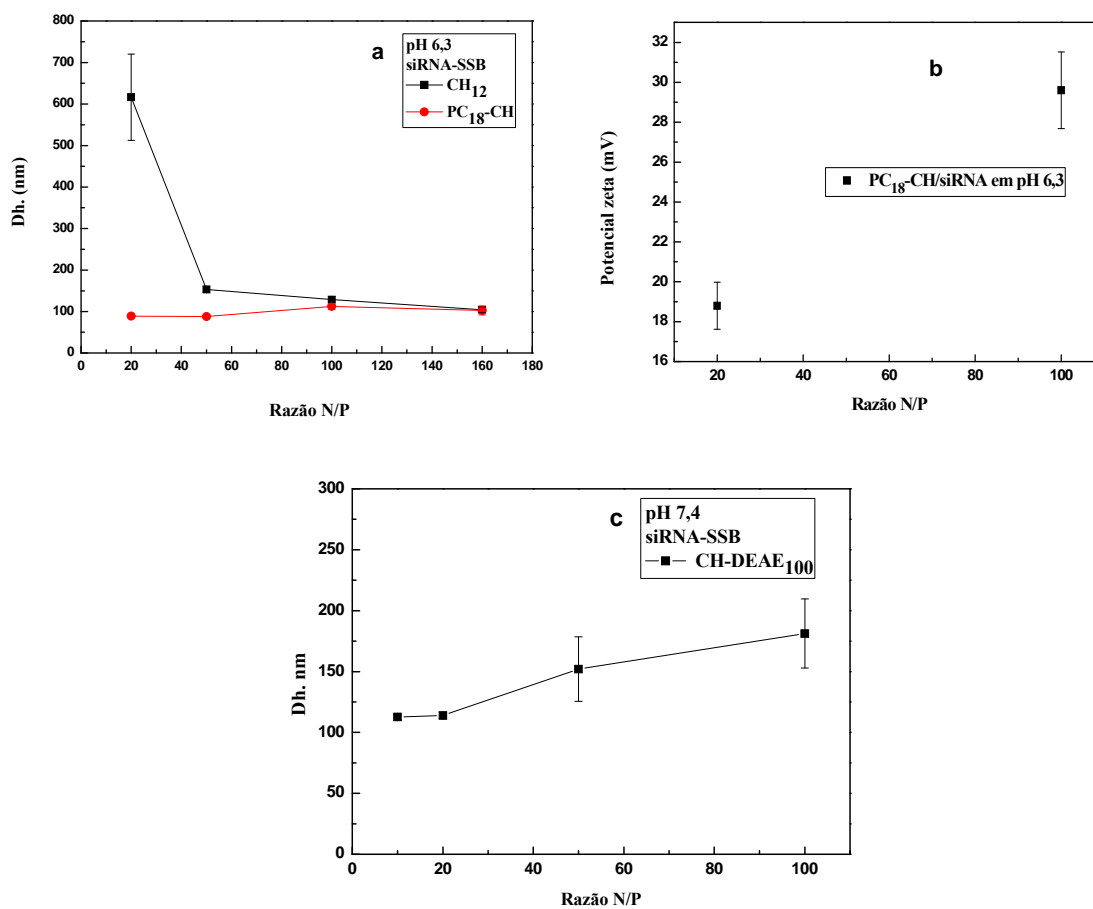 800
700
600
500
400
300
200
100
0
0 20 40 60 80 100 120 140 160 180
Dh. (nm)
Razão N/P
a
pH 6,3
siRNA-SSB
CH12
PC18-CH
32
30
28
26
24
22
20
18
16
20 40 60 80 100
Potencial zeta (mV)
Razão N/P
b
PC18-CH/siRNA em pH 6,3
300
250
200
150
100
50
0
0 20 40 60 80 100
Dh. nm
Razão N/P
c
pH 7,4
siRNA-SSB
CH-DEAE100